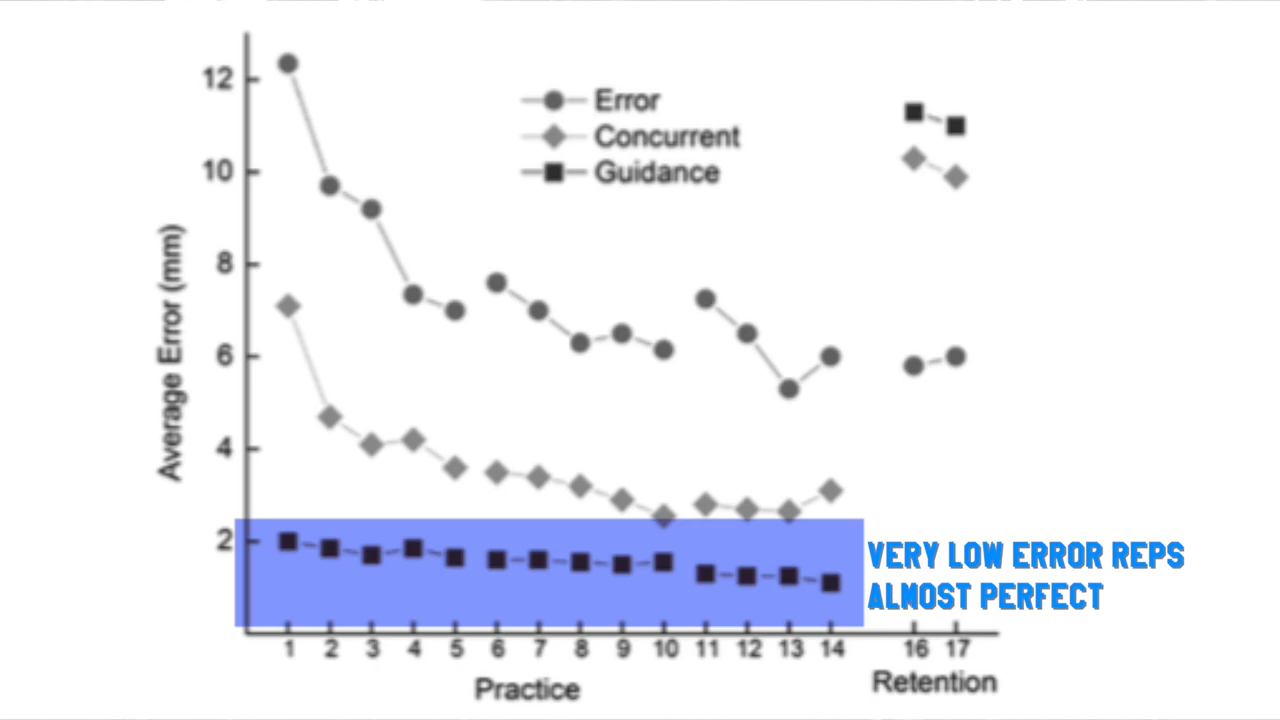 12
10
8
6
4
2
Average Error (mm)
Error
Concurrent
Guidance
VERY LOW ERROR REPS
ALMOST PERFECT
1 2 3 4 5 6 7 8 9 10 11 12 13 14 16 17
Practice
Retention